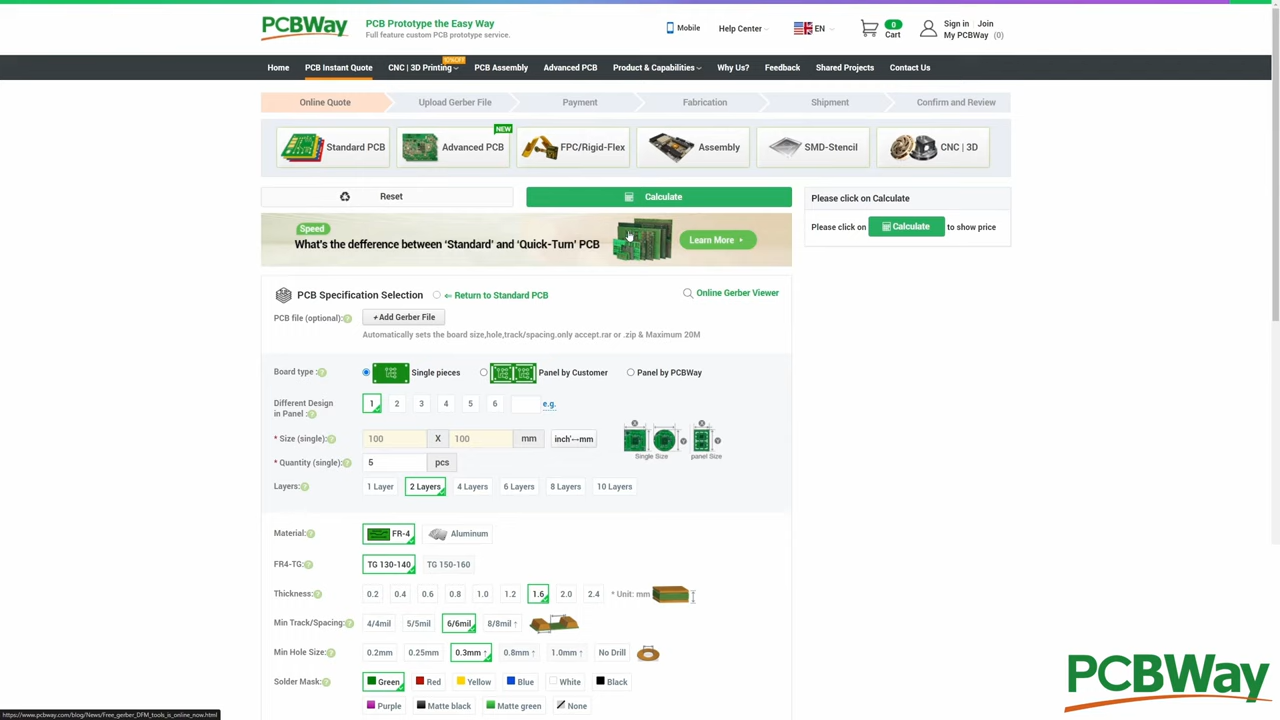 PCBWay
PCB Prototype the Easy Way
Full feature custom PCB prototype service.
Mobile
Help Center
EN
0
Cart
Sign in Join
My PCBWay (0)
Home PCB Instant Quote CNC | 3D Printing PCB Assembly Advanced PCB Product & Capabilities Why Us? Feedback Shared Projects Contact Us
Online Quote Upload Gerber File Payment Fabrication Shipment Confirm and Review
NEW
Standard PCB Advanced PCB FPC/Rigid-Flex Assembly SMD-Stencil CNC | 3D
Reset Calculate
Please click on Calculate
Please click on Calculate to show price
Speed
What's the defference between 'Standard' and 'Quick-Turn' PCB
Learn More
PCB Specification Selection ⇐ Return to Standard PCB Online Gerber Viewer
PCB file (optional):? + Add Gerber File
Automatically sets the board size,hole,track/spacing.only accept.rar or .zip & Maximum 20M
Board type :? Single pieces Panel by Customer Panel by PCBWay
Different Design
in Panel :? 1 2 3 4 5 6 e.g.
* Size (single):? 100 X 100 mm inch'↔mm
Single Size panel Size
* Quantity (single):? 5 pcs
Layers:? 1 Layer 2 Layers 4 Layers 6 Layers 8 Layers 10 Layers
Material:? FR-4 Aluminum
FR4-TG:? TG 130-140 TG 150-160
Thickness:? 0.2 0.4 0.6 0.8 1.0 1.2 1.6 2.0 2.4 * Unit: mm
Min Track/Spacing:? 4/4mil 5/5mil 6/6mil 8/8mil ↑
Min Hole Size:? 0.2mm 0.25mm 0.3mm ↑ 0.8mm ↑ 1.0mm ↑ No Drill
Solder Mask:? Green Red Yellow Blue White Black
Purple Matte black Matte green None
https://www.pcbway.com/blog/News/Free_gerber_DFM_tools_is_online_now.html
PCBWay